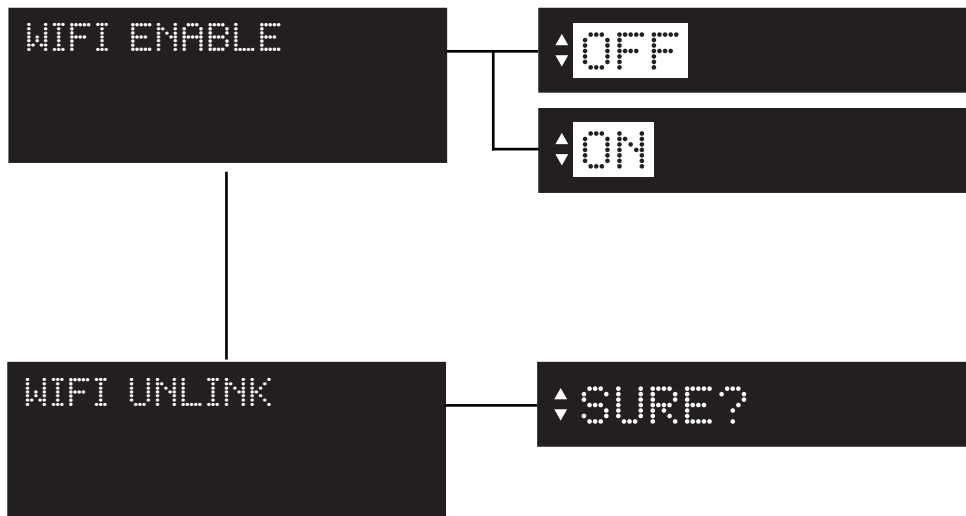 WIFI ENABLE
OFF
ON
WIFI UNLINK
SURE?